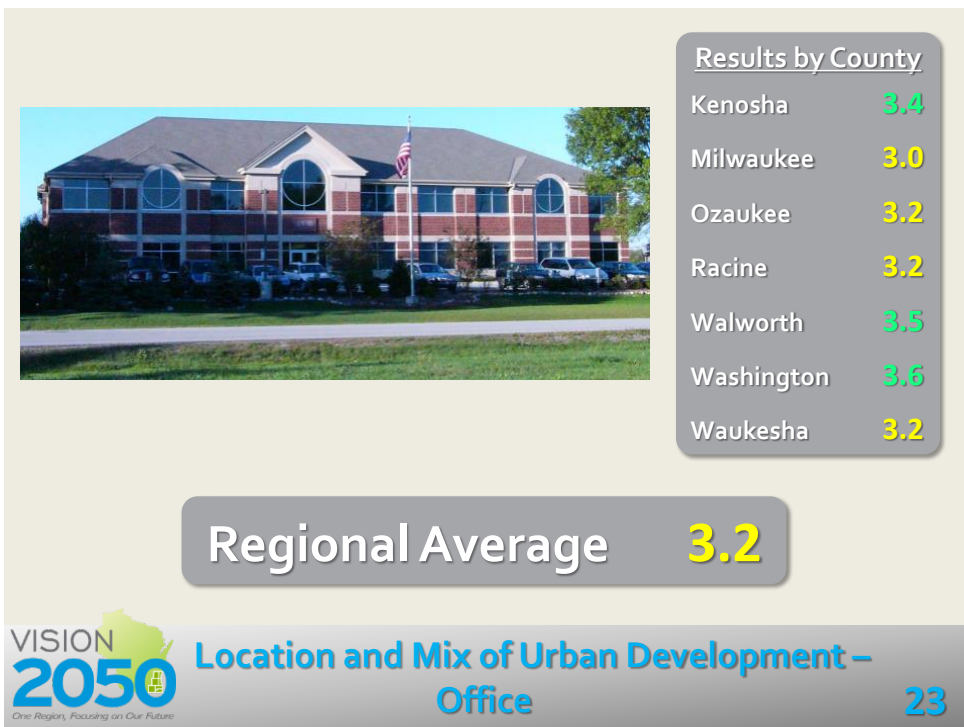 Results by County
Kenosha 3.4
Milwaukee 3.0
Ozaukee 3.2
Racine 3.2
Walworth 3.5
Washington 3.6
Waukesha 3.2
Regional Average 3.2
VISION
2050
One Region, Focusing on Our Future
Location and Mix of Urban Development –
Office
23